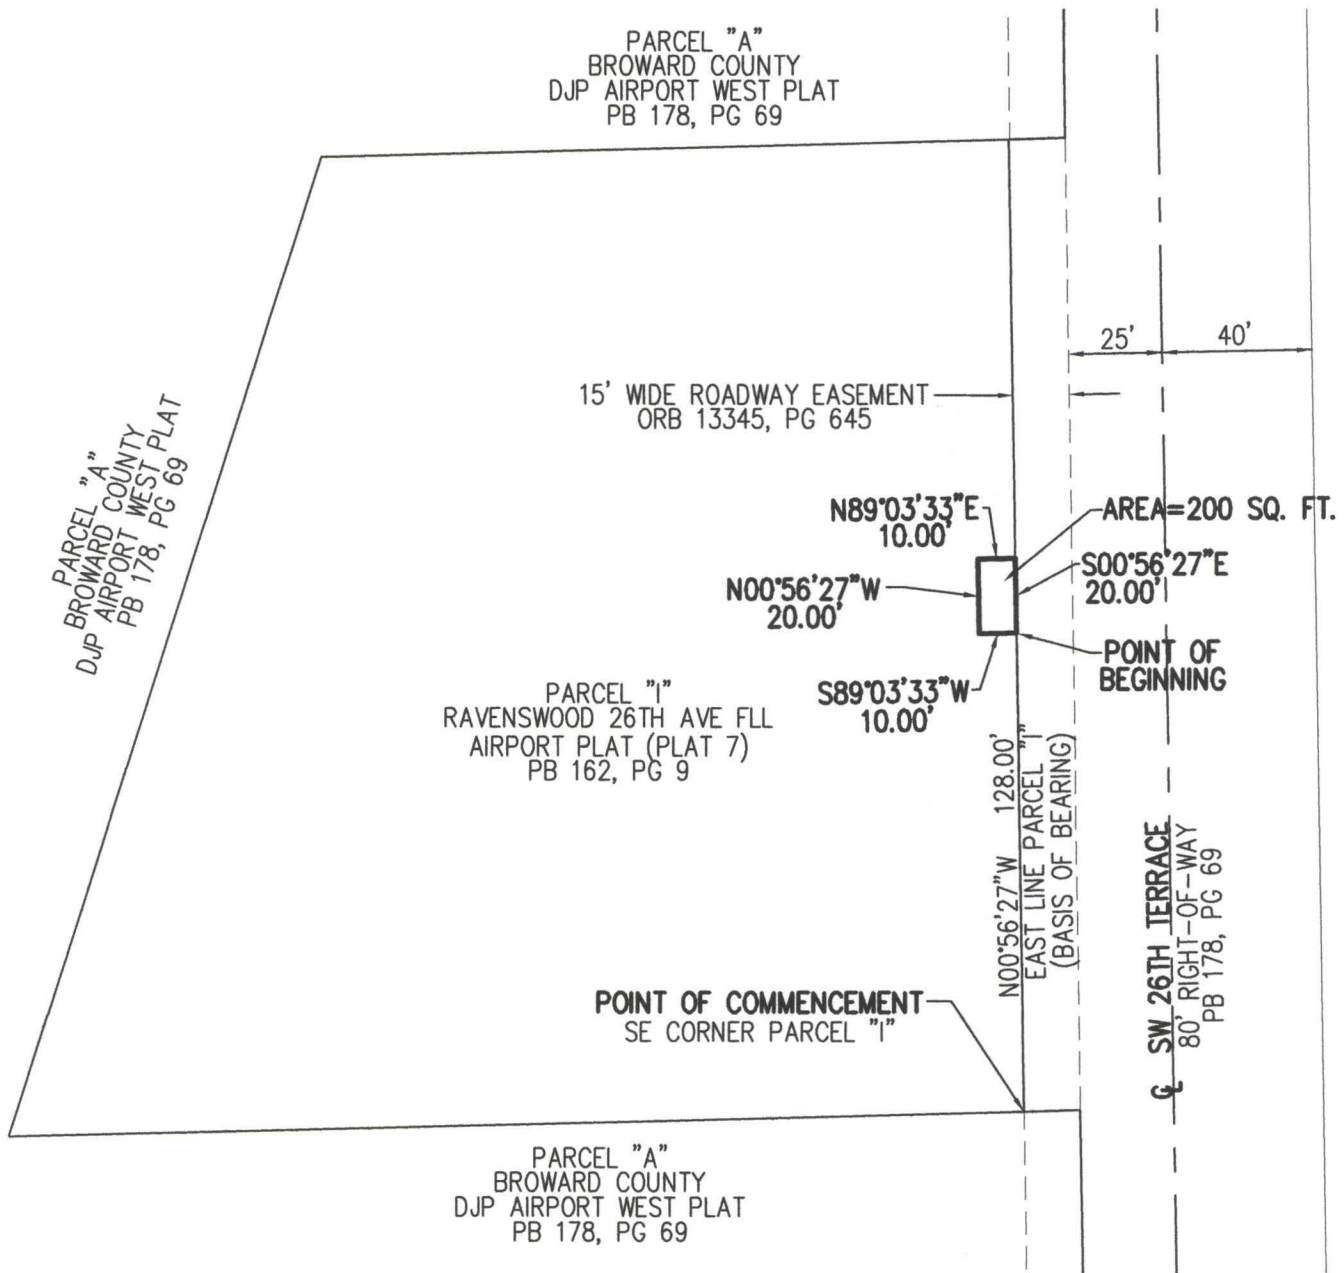 PARCEL "A"
BROWARD COUNTY
DJP AIRPORT WEST PLAT
PB 178, PG 69
25'
40'
15' WIDE ROADWAY EASEMENT
ORB 13345, PG 645
PARCEL "A"
BROWARD COUNTY
DJP AIRPORT WEST PLAT
PB 178, PG 69
N89°03'33"E
10.00'
AREA=200 SQ. FT.
N00°56'27"W
20.00'
S00°56'27"E
20.00'
POINT OF
BEGINNING
S89°03'33"W
10.00'
PARCEL "I"
RAVENSWOOD 26TH AVE FLL
AIRPORT PLAT (PLAT 7)
PB 162, PG 9
N00°56'27"W 128.00'
EAST LINE PARCEL "I"
(BASIS OF BEARING)
℄ SW 26TH TERRACE
80' RIGHT-OF-WAY
PB 178, PG 69
POINT OF COMMENCEMENT
SE CORNER PARCEL "I"
PARCEL "A"
BROWARD COUNTY
DJP AIRPORT WEST PLAT
PB 178, PG 69